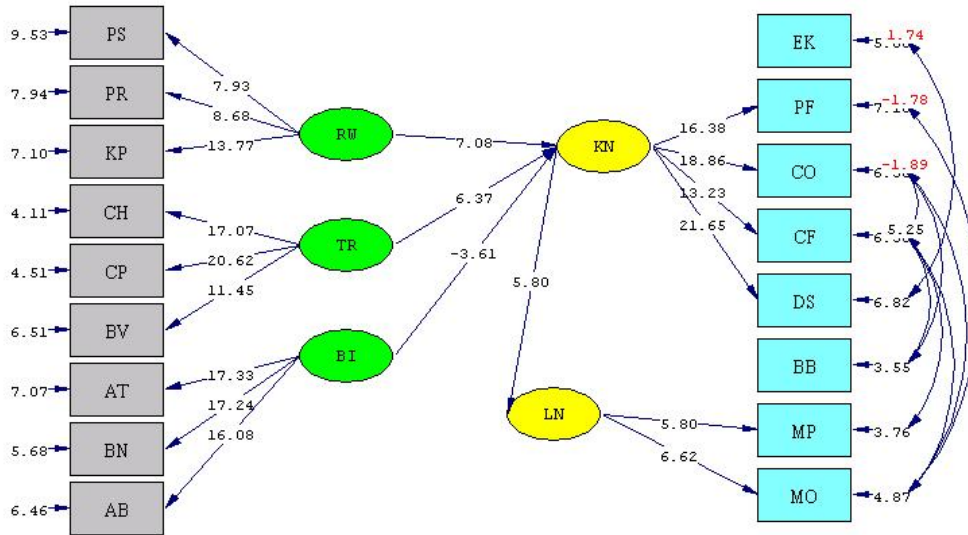 9.53 PS
7.94 PR
7.10 KP
4.11 CH
4.51 CP
6.51 BV
7.07 AT
5.68 BN
6.46 AB
7.93
8.68
13.77
17.07
20.62
11.45
17.33
17.24
16.08
RW
TR
BI
7.08
6.37
-3.61
5.80
KN
LN
16.38
18.86
13.23
21.65
5.80
6.62
EK 1.74
PF -1.78
CO -1.89
CF 5.25
DS 6.82
BB 3.55
MP 3.76
MO 4.87